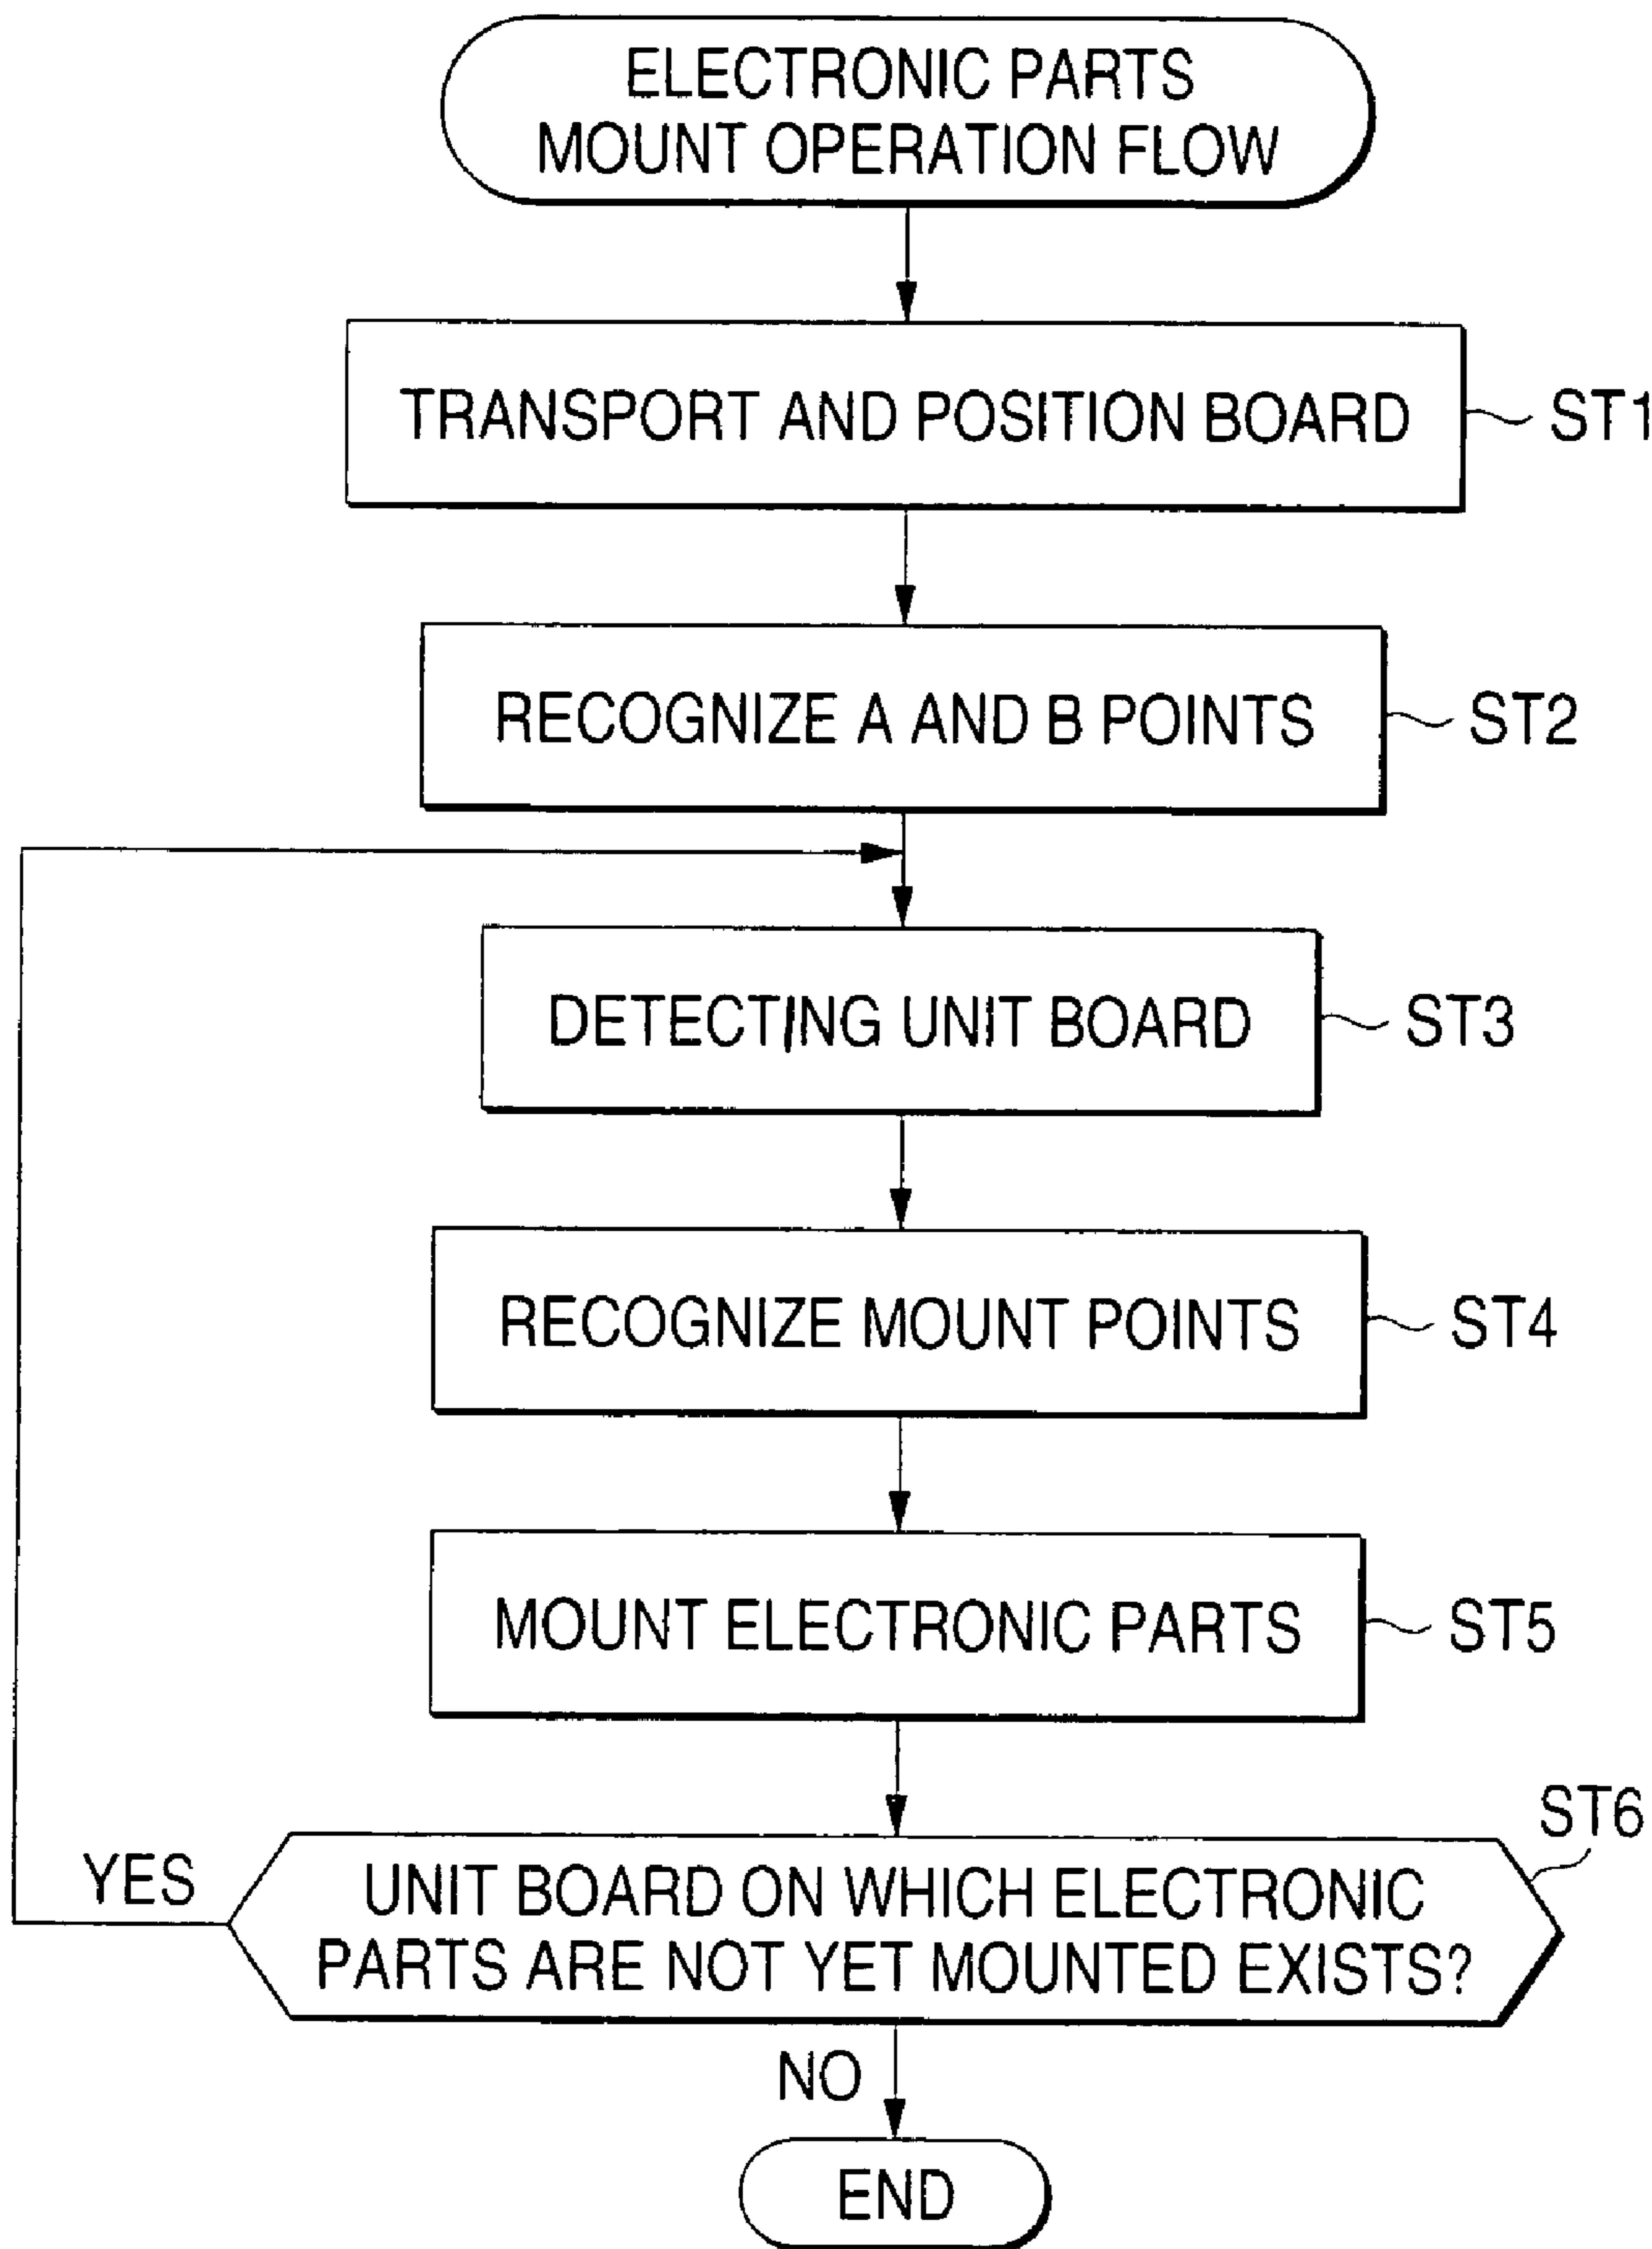 ELECTRONIC PARTS
MOUNT OPERATION FLOW
TRANSPORT AND POSITION BOARD
ST1
RECOGNIZE A AND B POINTS
ST2
DETECTING UNIT BOARD
ST3
RECOGNIZE MOUNT POINTS
ST4
MOUNT ELECTRONIC PARTS
ST5
ST6
YES
UNIT BOARD ON WHICH ELECTRONIC
PARTS ARE NOT YET MOUNTED EXISTS?
NO
END